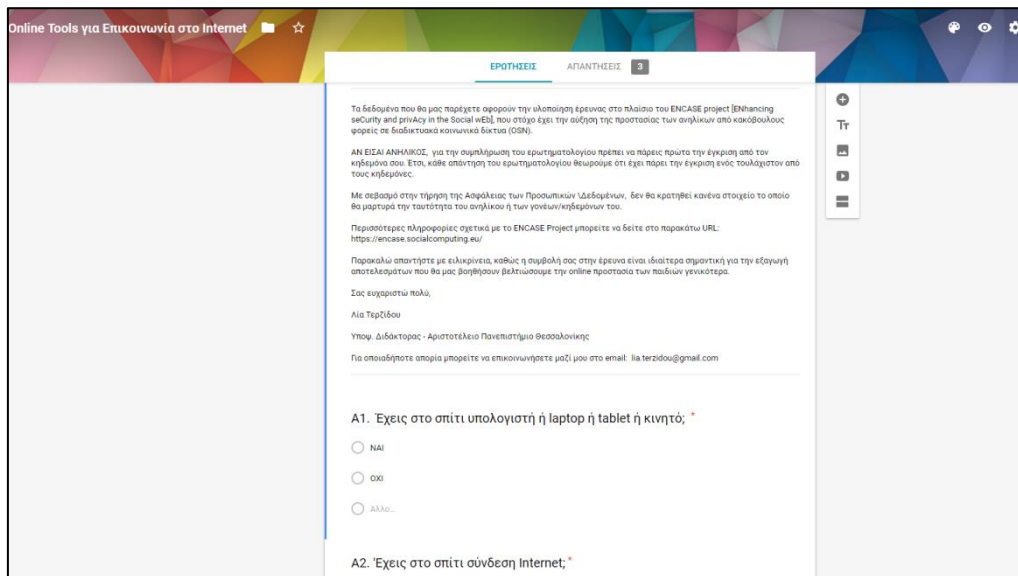 Online Tools για Επικοινωνία στο Internet
ΕΡΩΤΗΣΕΙΣ ΑΠΑΝΤΗΣΕΙΣ 3
Τα δεδομένα που θα μας παρέχετε αφορούν την υλοποίηση έρευνας στο πλαίσιο του ENCASE project [ENhancing
seCurity and privAcy in the Social wEb], που στόχο έχει την αύξηση της προστασίας των ανηλίκων από κακόβουλους
φορείς σε διαδικτυακά κοινωνικά δίκτυα (OSN).
ΑΝ ΕΙΣΑΙ ΑΝΗΛΙΚΟΣ, για την συμπλήρωση του ερωτηματολογίου πρέπει να πάρεις πρώτα την έγκριση από τον
κηδεμόνα σου. Έτσι, κάθε απάντηση του ερωτηματολογίου θεωρούμε ότι έχει πάρει την έγκριση ενός τουλάχιστον από
τους κηδεμόνες.
Με σεβασμό στην τήρηση της Ασφάλειας των Προσωπικών \Δεδομένων, δεν θα κρατηθεί κανένα στοιχείο το οποίο
θα μαρτυρά την ταυτότητα του ανηλίκου ή των γονέων/κηδεμόνων του.
Περισσότερες πληροφορίες σχετικά με το ENCASE Project μπορείτε να δείτε στο παρακάτω URL:
https://encase.socialcomputing.eu/
Παρακαλώ απαντήστε με ειλικρίνεια, καθώς η συμβολή σας στην έρευνα είναι ιδιαίτερα σημαντική για την εξαγωγή
αποτελεσμάτων που θα μας βοηθήσουν βελτιώσουμε την online προστασία των παιδιών γενικότερα.
Σας ευχαριστώ πολύ,
Λία Τερζίδου
Υποψ. Διδάκτορας - Αριστοτέλειο Πανεπιστήμιο Θεσσαλονίκης
Για οποιαδήποτε απορία μπορείτε να επικοινωνήσετε μαζί μου στο email: lia.terzidou@gmail.com
A1. Έχεις στο σπίτι υπολογιστή ή laptop ή tablet ή κινητό; *
ΝΑΙ
ΟΧΙ
Άλλο...
A2. Έχεις στο σπίτι σύνδεση Internet; *